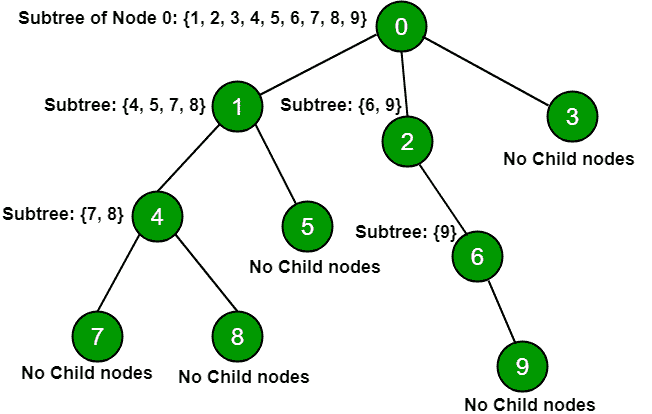 Subtree of Node 0: {1, 2, 3, 4, 5, 6, 7, 8, 9}
0
Subtree: {4, 5, 7, 8}
1
Subtree: {6, 9}
2
3
No Child nodes
Subtree: {7, 8}
4
5
No Child nodes
Subtree: {9}
6
7
No Child nodes
8
No Child nodes
9
No Child nodes